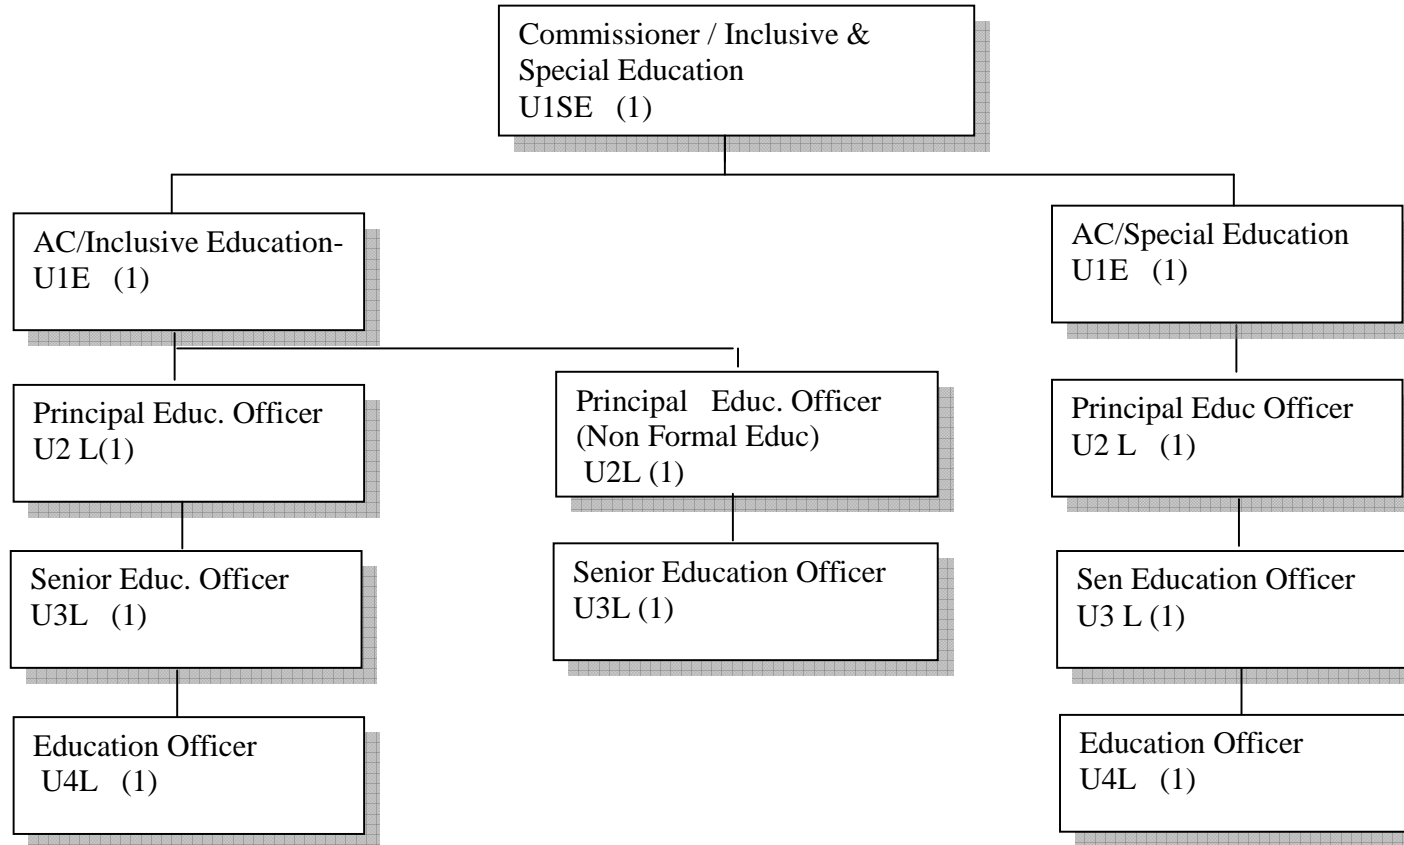 Commissioner / Inclusive &
Special Education
U1SE (1)
AC/Inclusive Education-
U1E (1)
AC/Special Education
U1E (1)
Principal Educ. Officer
U2 L(1)
Principal Educ. Officer
(Non Formal Educ)
U2L (1)
Principal Educ Officer
U2 L (1)
Senior Educ. Officer
U3L (1)
Senior Education Officer
U3L (1)
Sen Education Officer
U3 L (1)
Education Officer
U4L (1)
Education Officer
U4L (1)